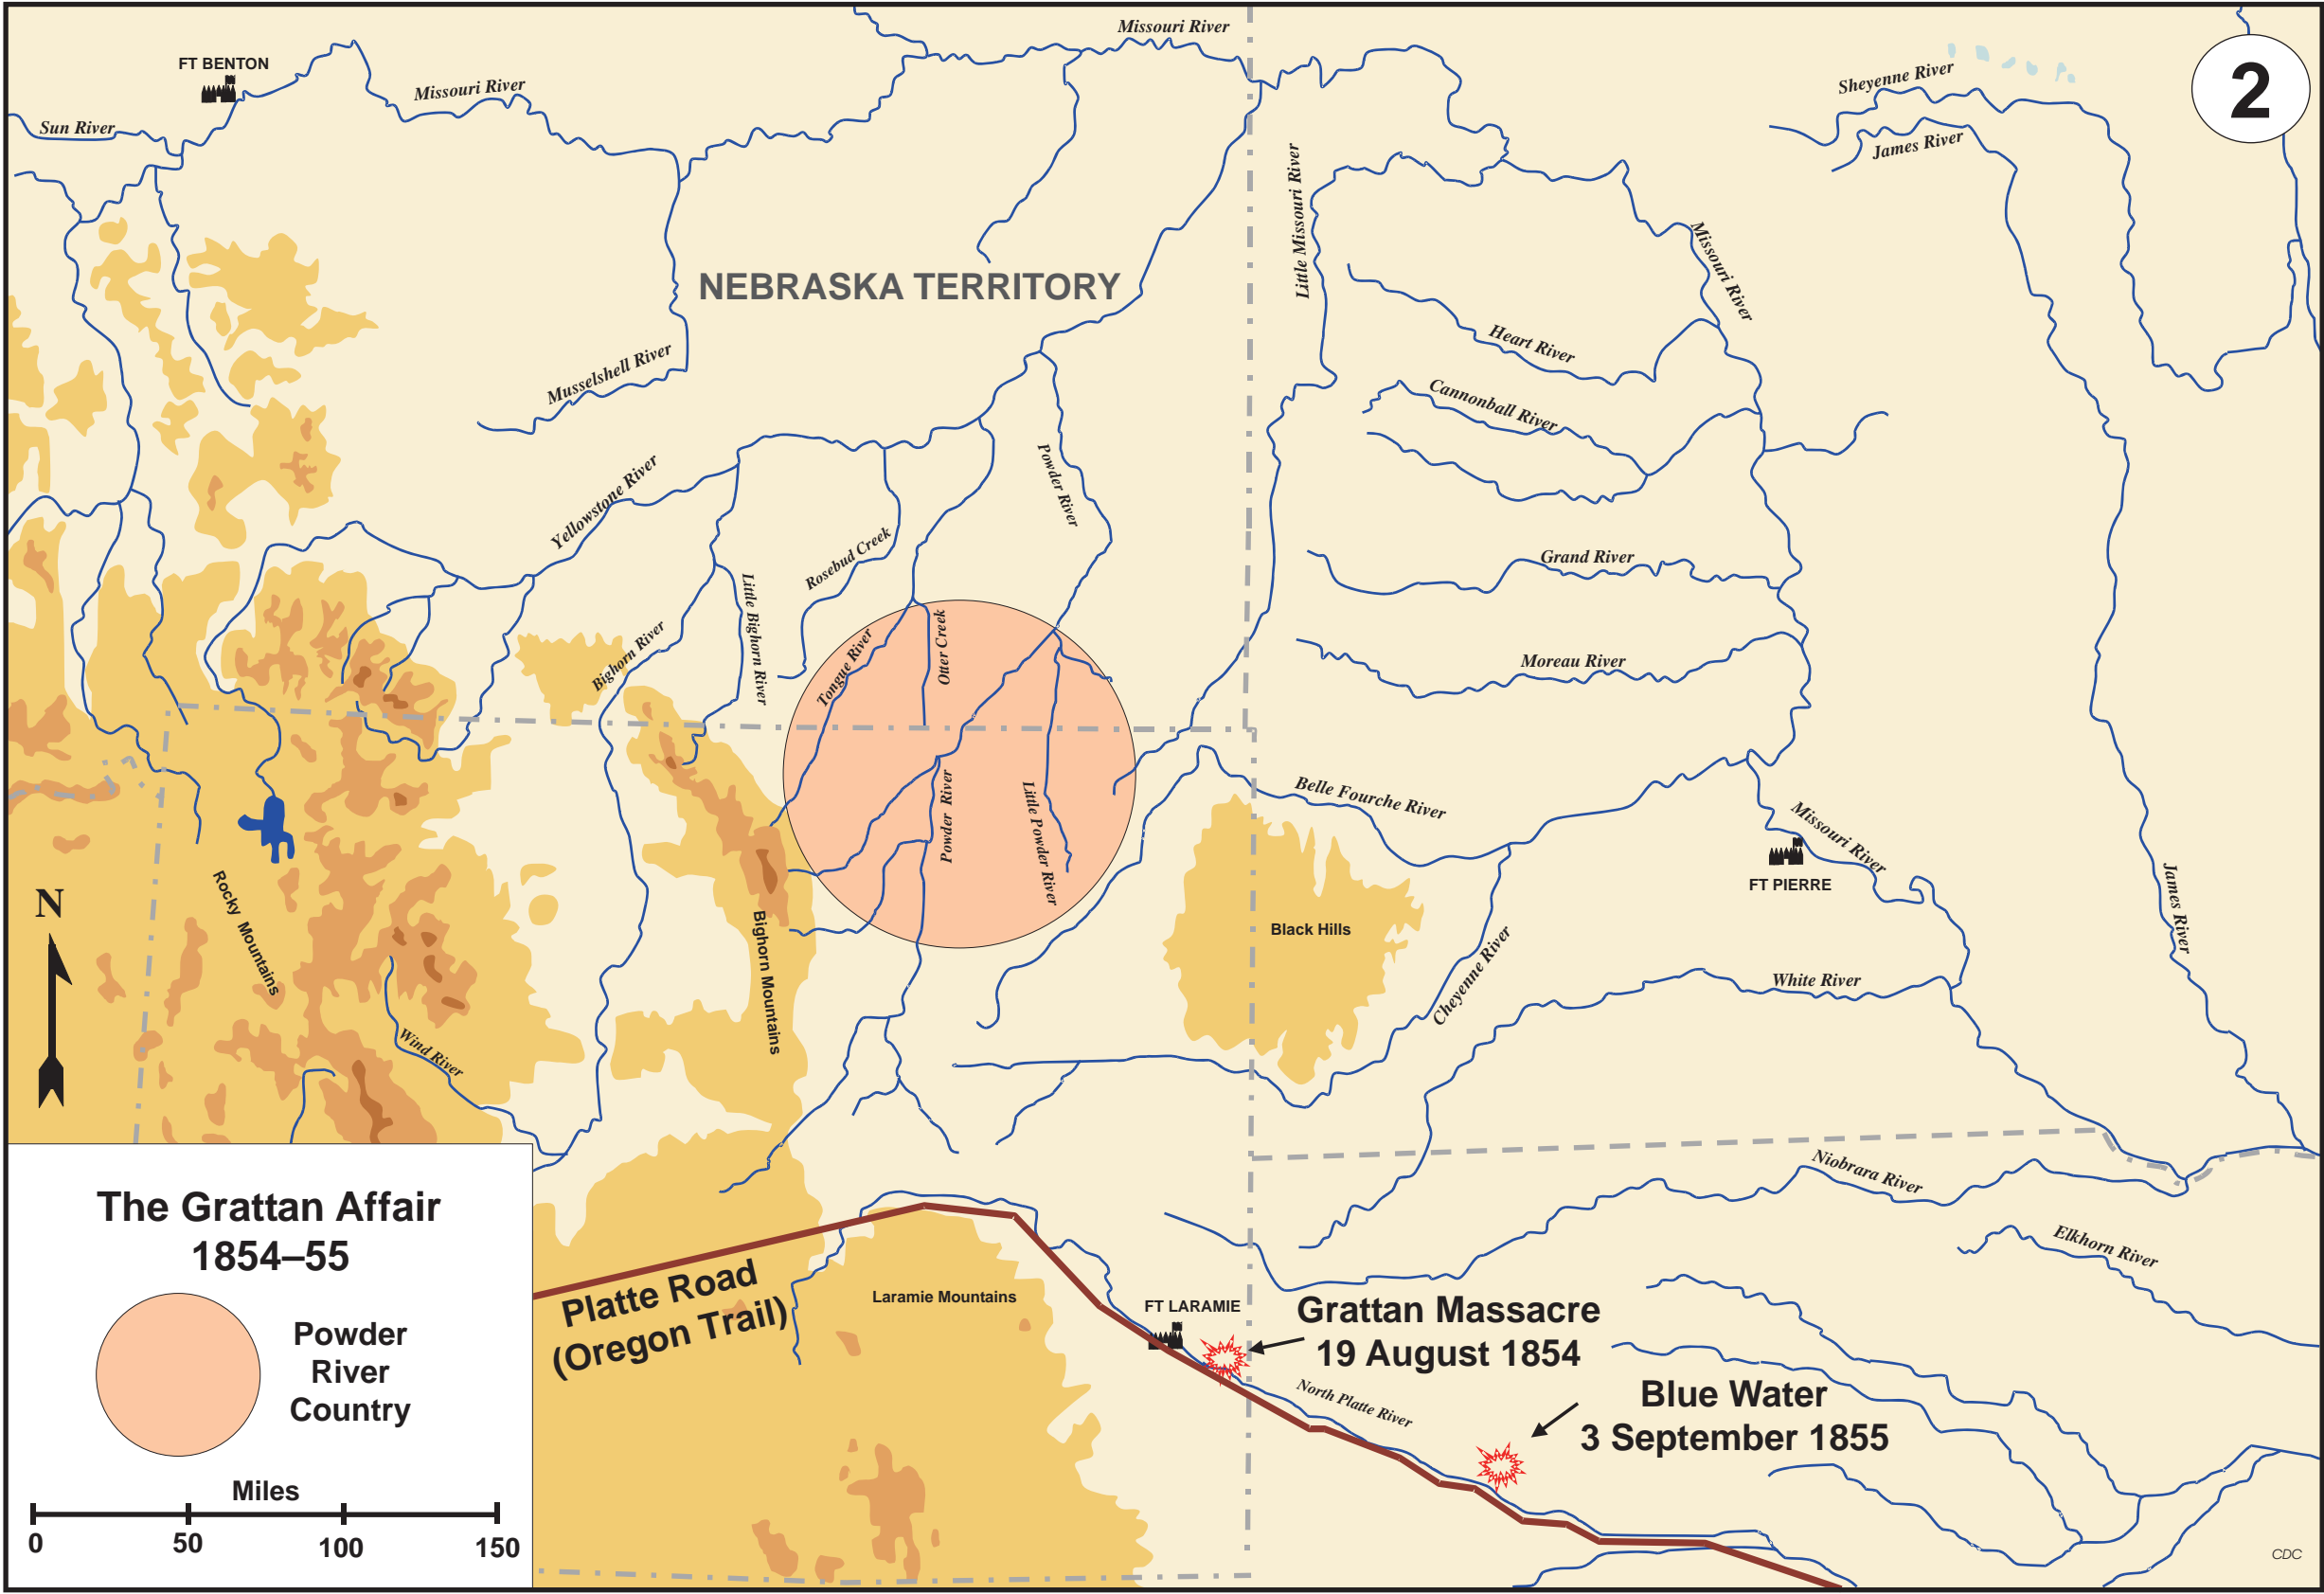 Missouri River
2
FT BENTON
Missouri River
Sun River
Sheyenne River
James River
Little Missouri River
Missouri River
NEBRASKA TERRITORY
Heart River
Musselshell River
Cannonball River
Powder River
Yellowstone River
Rosebud Creek
Grand River
Little Bighorn River
Bighorn River
Tongue River
Otter Creek
Moreau River
Belle Fourche River
Powder River
Little Powder River
Missouri River
FT PIERRE
James River
N
Rocky Mountains
Bighorn Mountains
Black Hills
Cheyenne River
White River
Wind River
Niobrara River
Elkhorn River
The Grattan Affair
1854–55
Powder
River
Country
Miles
0 50 100 150
Platte Road
(Oregon Trail)
Laramie Mountains
FT LARAMIE
Grattan Massacre
19 August 1854
North Platte River
Blue Water
3 September 1855
CDC